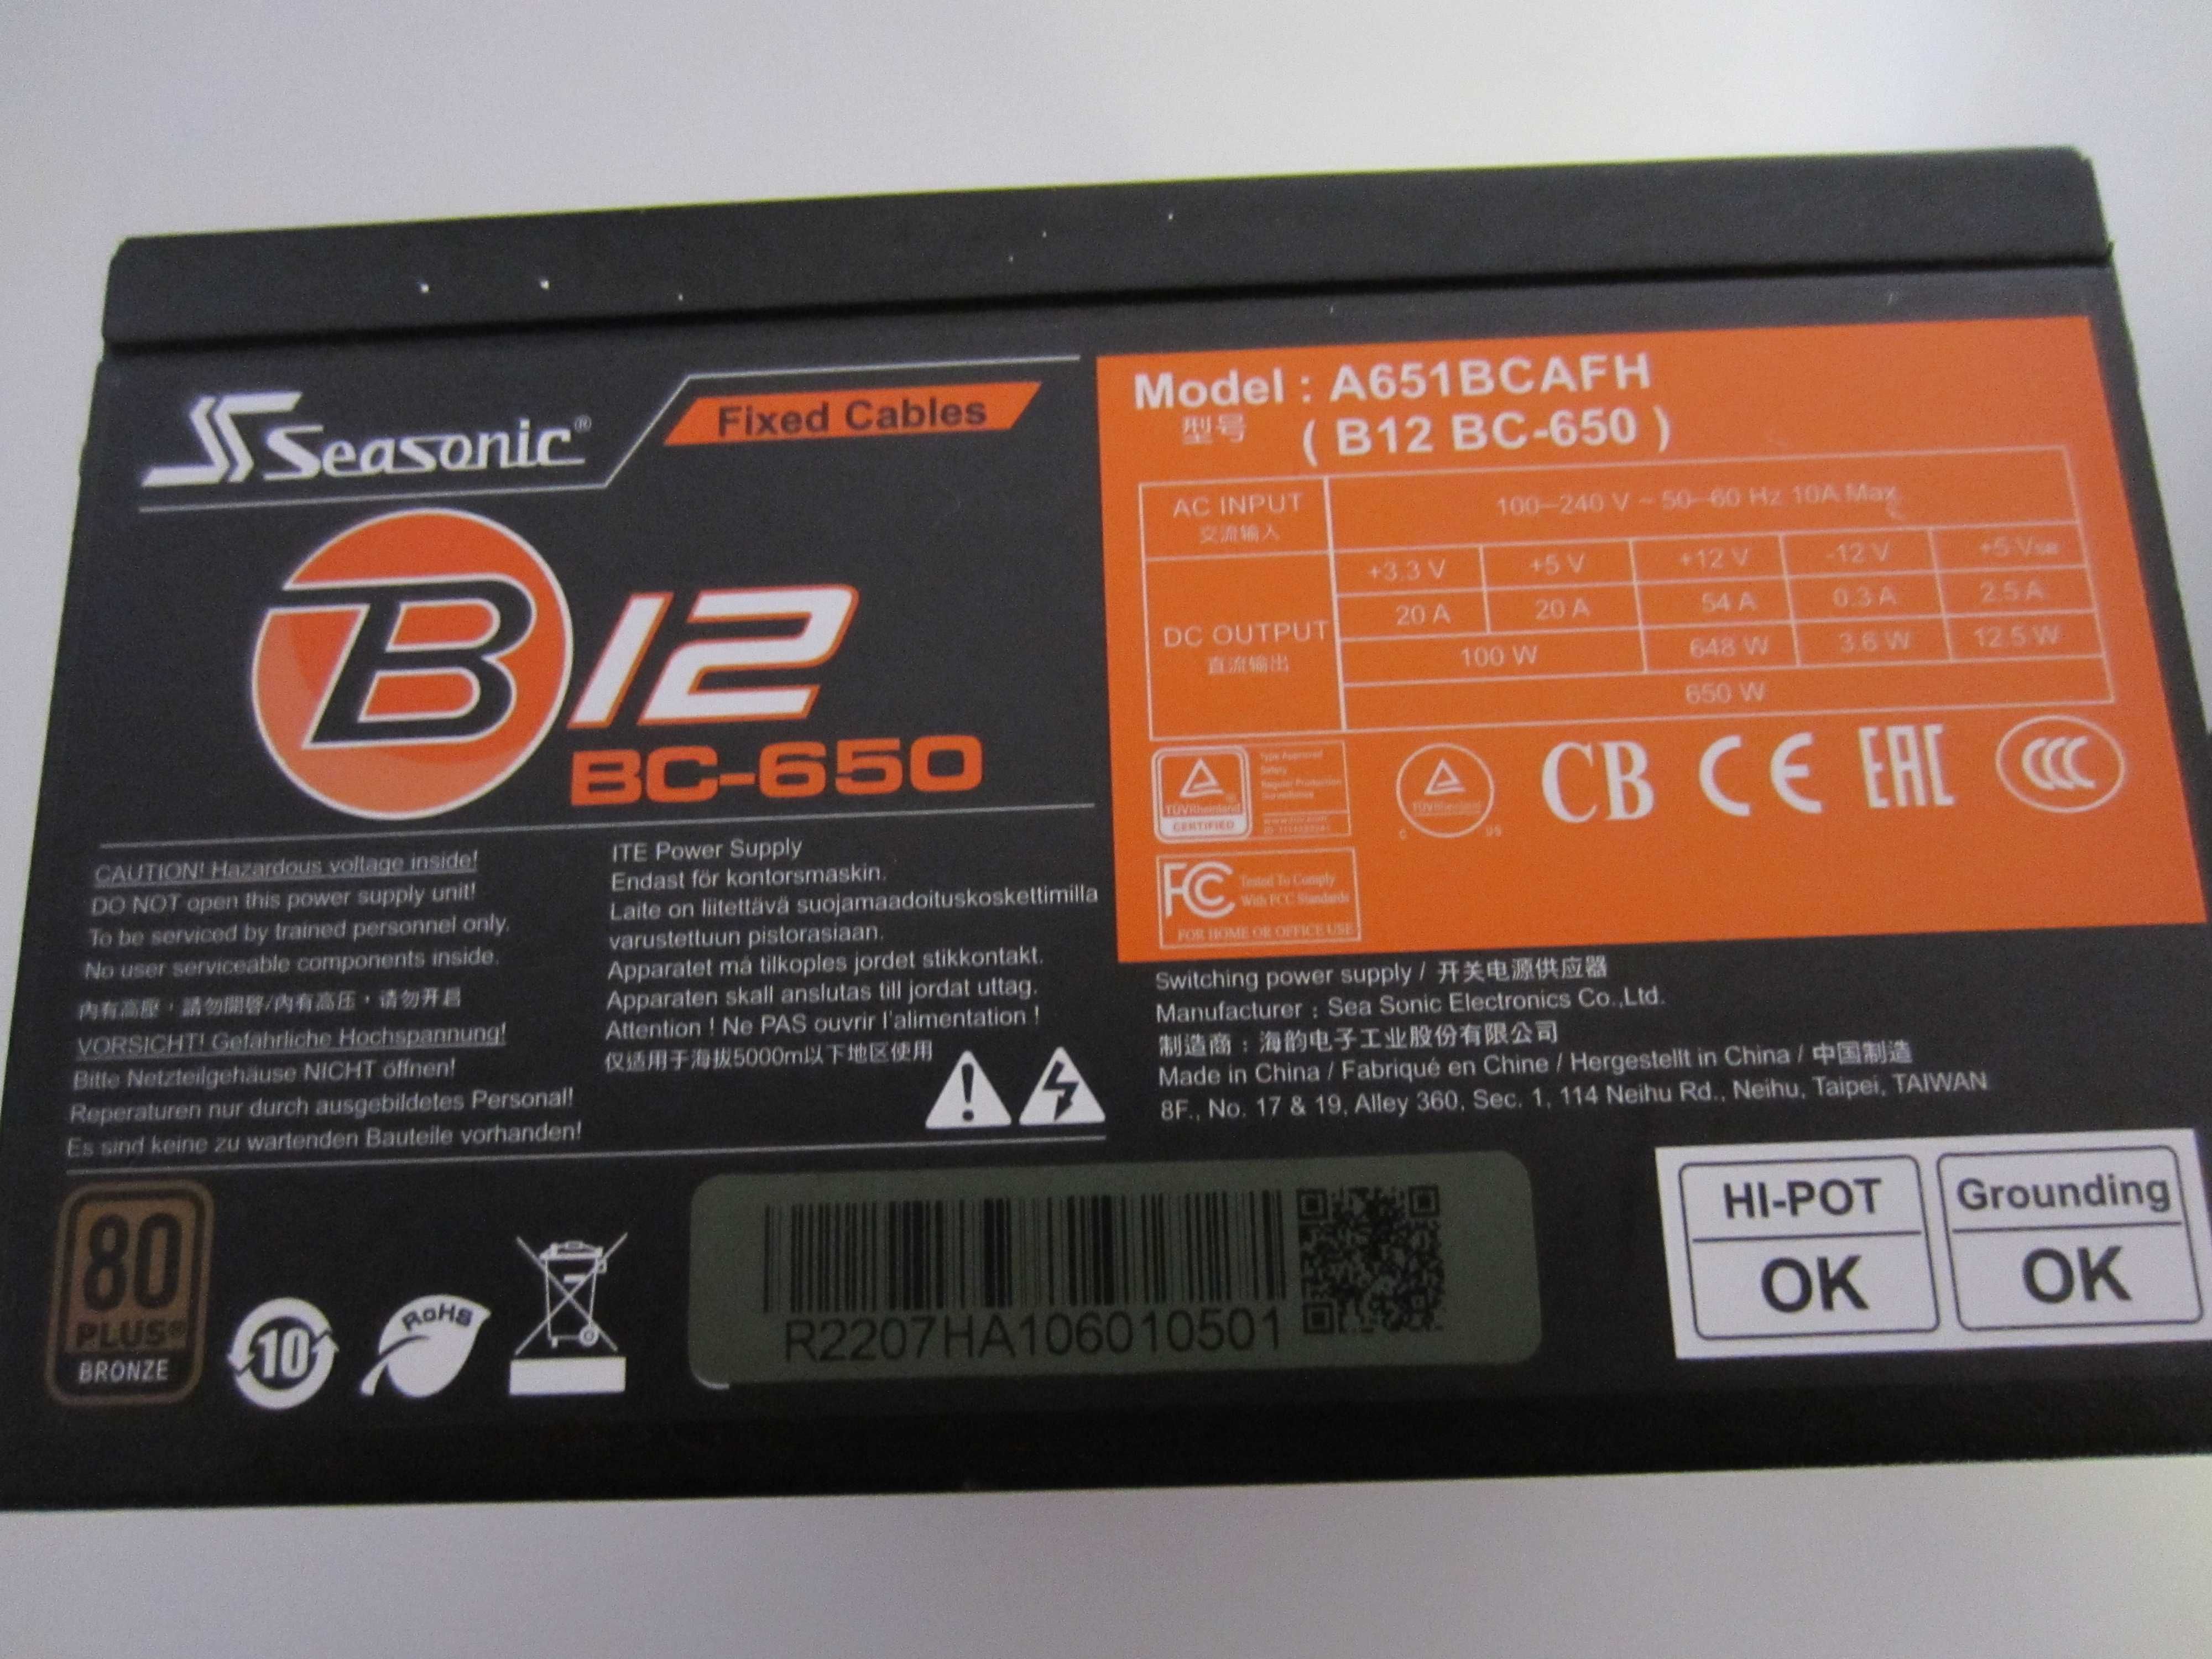 Seasonic®
Fixed Cables
B12
BC-650
CAUTION! Hazardous voltage inside!
DO NOT open this power supply unit!
To be serviced by trained personnel only.
No user serviceable components inside.
內有高壓,請勿開啓/内有高压,请勿开启
VORSICHT! Gefährliche Hochspannung!
Bitte Netzteilgehäuse NICHT öffnen!
Reperaturen nur durch ausgebildetes Personal!
Es sind keine zu wartenden Bauteile vorhanden!
ITE Power Supply
Endast för kontorsmaskin.
Laite on liitettävä suojamaadoituskoskettimilla
varustettuun pistorasiaan.
Apparatet må tilkoples jordet stikkontakt.
Apparaten skall anslutas till jordat uttag.
Attention ! Ne PAS ouvrir l'alimentation !
仅适用于海拔5000m以下地区使用
Model : A651BCAFH
型号 ( B12 BC-650 )
AC INPUT 100–240 V ~ 50–60 Hz 10A Max
交流输入
+3.3 V +5 V +12 V -12 V +5 VSB
20 A 20 A 54 A 0.3 A 2.5 A
DC OUTPUT
直流输出
100 W 648 W 3.6 W 12.5 W
650 W
TÜVRheinland
CERTIFIED
Type Approved
Safety
Regular Production
Surveillance
TÜVRheinland
C US
CB CE EAC CCC
FC Tested To Comply
With FCC Standards
FOR HOME OR OFFICE USE
Switching power supply / 开关电源供应器
Manufacturer : Sea Sonic Electronics Co.,Ltd.
制造商 : 海韵电子工业股份有限公司
Made in China / Fabriqué en Chine / Hergestellt in China / 中国制造
8F., No. 17 & 19, Alley 360, Sec. 1, 114 Neihu Rd., Neihu, Taipei, TAIWAN
80
PLUS®
BRONZE
10
RoHS
R2207HA106010501
HI-POT
OK
Grounding
OK